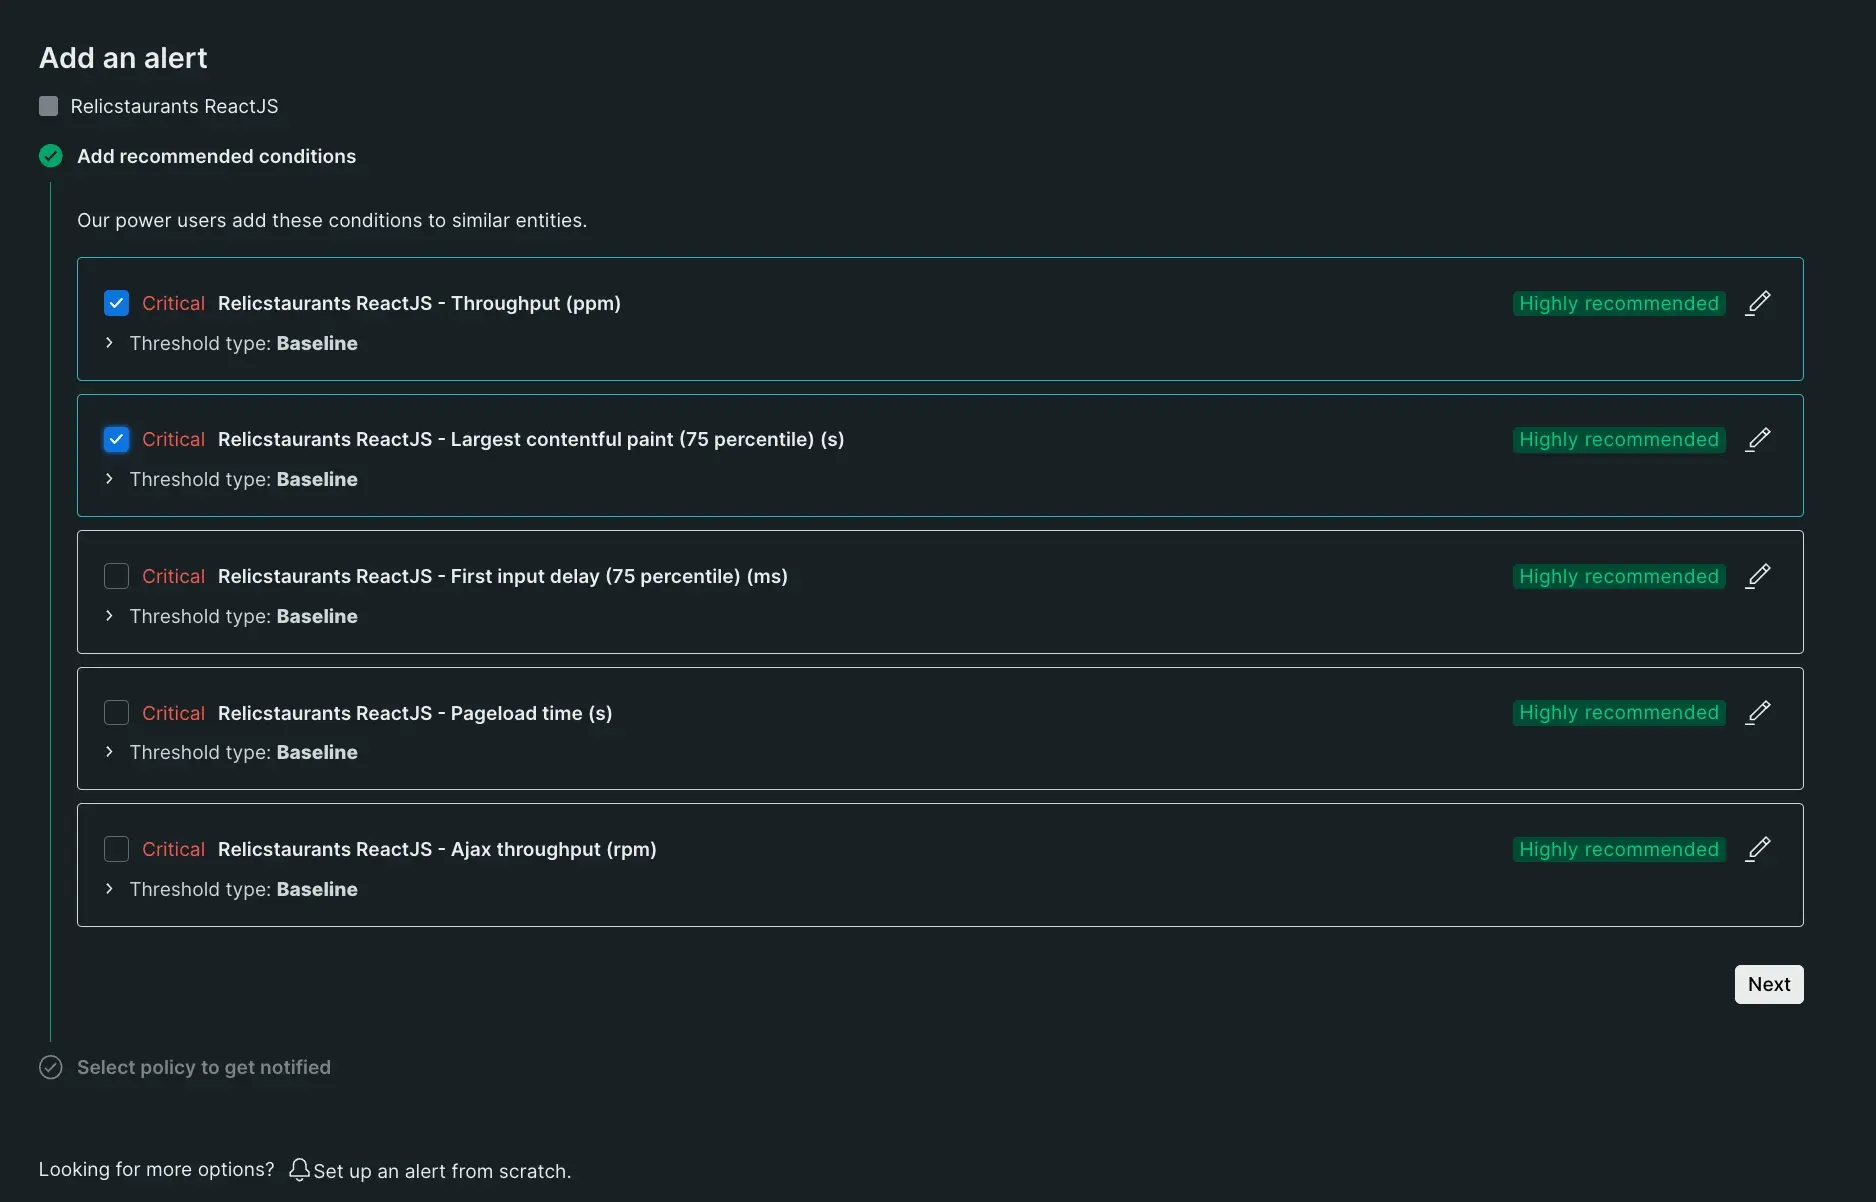 Add an alert
Relicstaurants ReactJS
Add recommended conditions
Our power users add these conditions to similar entities.
Critical Relicstaurants ReactJS - Throughput (ppm) Highly recommended
Threshold type: Baseline
Critical Relicstaurants ReactJS - Largest contentful paint (75 percentile) (s) Highly recommended
Threshold type: Baseline
Critical Relicstaurants ReactJS - First input delay (75 percentile) (ms) Highly recommended
Threshold type: Baseline
Critical Relicstaurants ReactJS - Pageload time (s) Highly recommended
Threshold type: Baseline
Critical Relicstaurants ReactJS - Ajax throughput (rpm) Highly recommended
Threshold type: Baseline
Next
Select policy to get notified
Looking for more options? Set up an alert from scratch.